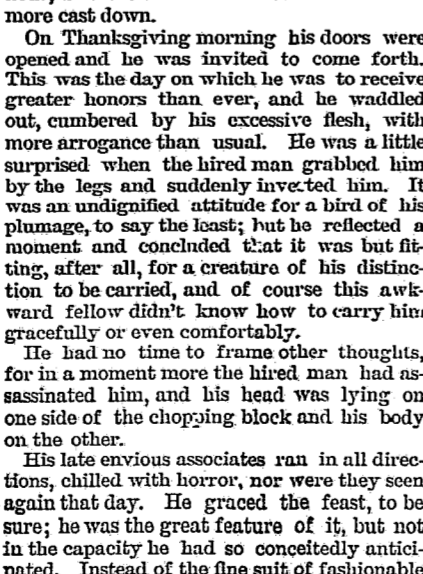 more cast down.
On Thanksgiving morning his doors were
opened and he was invited to come forth.
This was the day on which he was to receive
greater honors than ever, and he waddled
out, cumbered by his excessive flesh, with
more arrogance than usual. He was a little
surprised when the hired man grabbed him
by the legs and suddenly inverted him. It
was an undignified attitude for a bird of his
plumage, to say the least; but he reflected a
moment and concluded that it was but fit-
ting, after all, for a creature of his distinc-
tion to be carried, and of course this awk-
ward fellow didn't know how to carry him
gracefully or even comfortably.
He had no time to frame other thoughts,
for in a moment more the hired man had as-
sassinated him, and his head was lying on
one side of the chopping block and his body
on the other.
His late envious associates ran in all direc-
tions, chilled with horror, nor were they seen
again that day. He graced the feast, to be
sure; he was the great feature of it, but not
in the capacity he had so conceitedly antici-
nated. Instead of the fine suit of fashionable